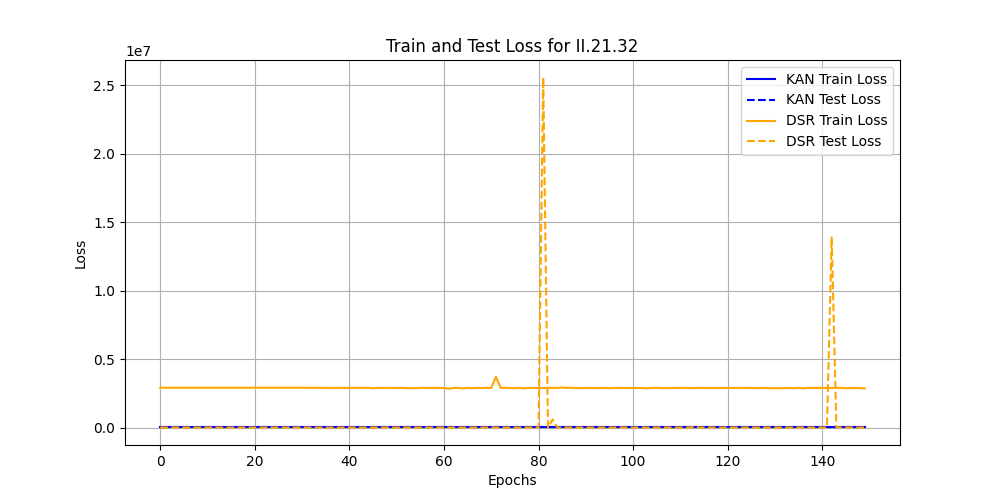 Train and Test Loss for II.21.32
1e7
2.5
2.0
1.5
1.0
0.5
0.0
Loss
0 20 40 60 80 100 120 140
Epochs
KAN Train Loss
KAN Test Loss
DSR Train Loss
DSR Test Loss